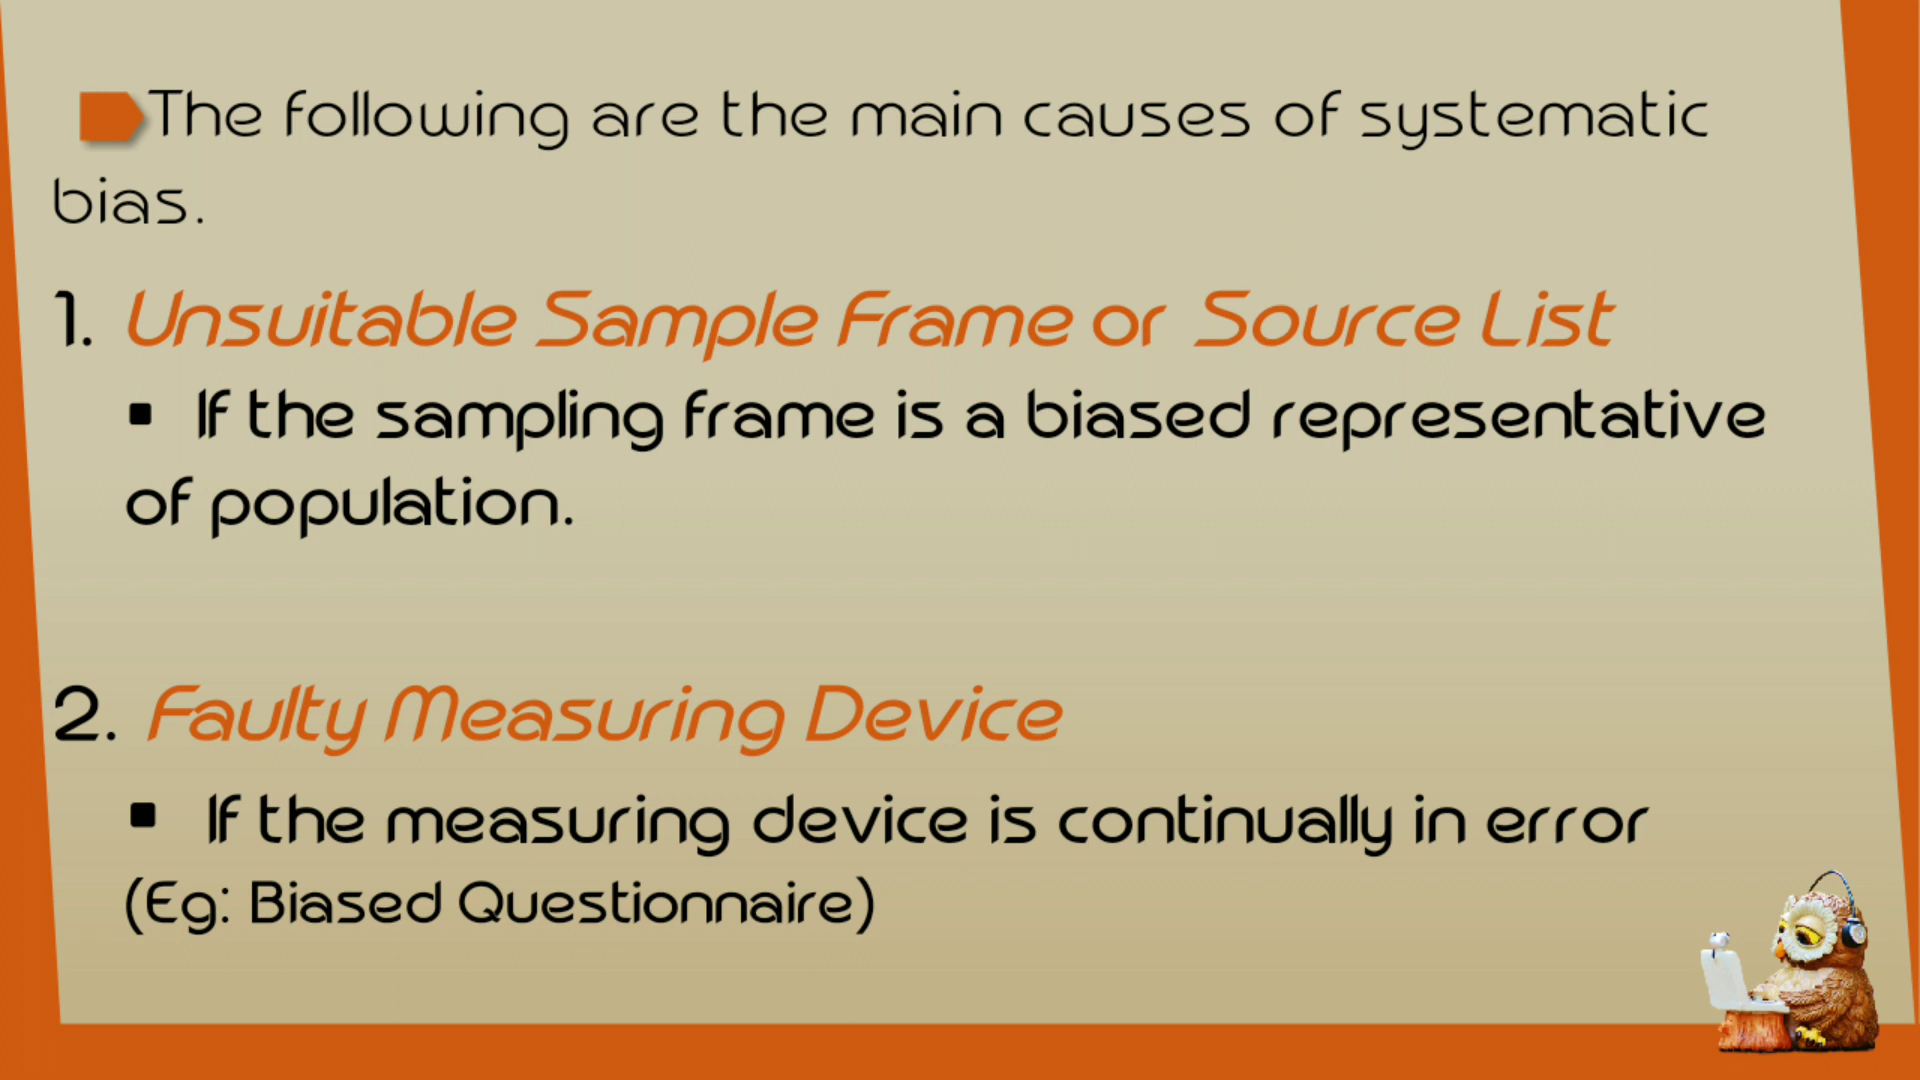 The following are the main causes of systematic
bias.
1. Unsuitable Sample Frame or Source List
▪ If the sampling frame is a biased representative
of population.
2. Faulty Measuring Device
▪ If the measuring device is continually in error
(Eg: Biased Questionnaire)